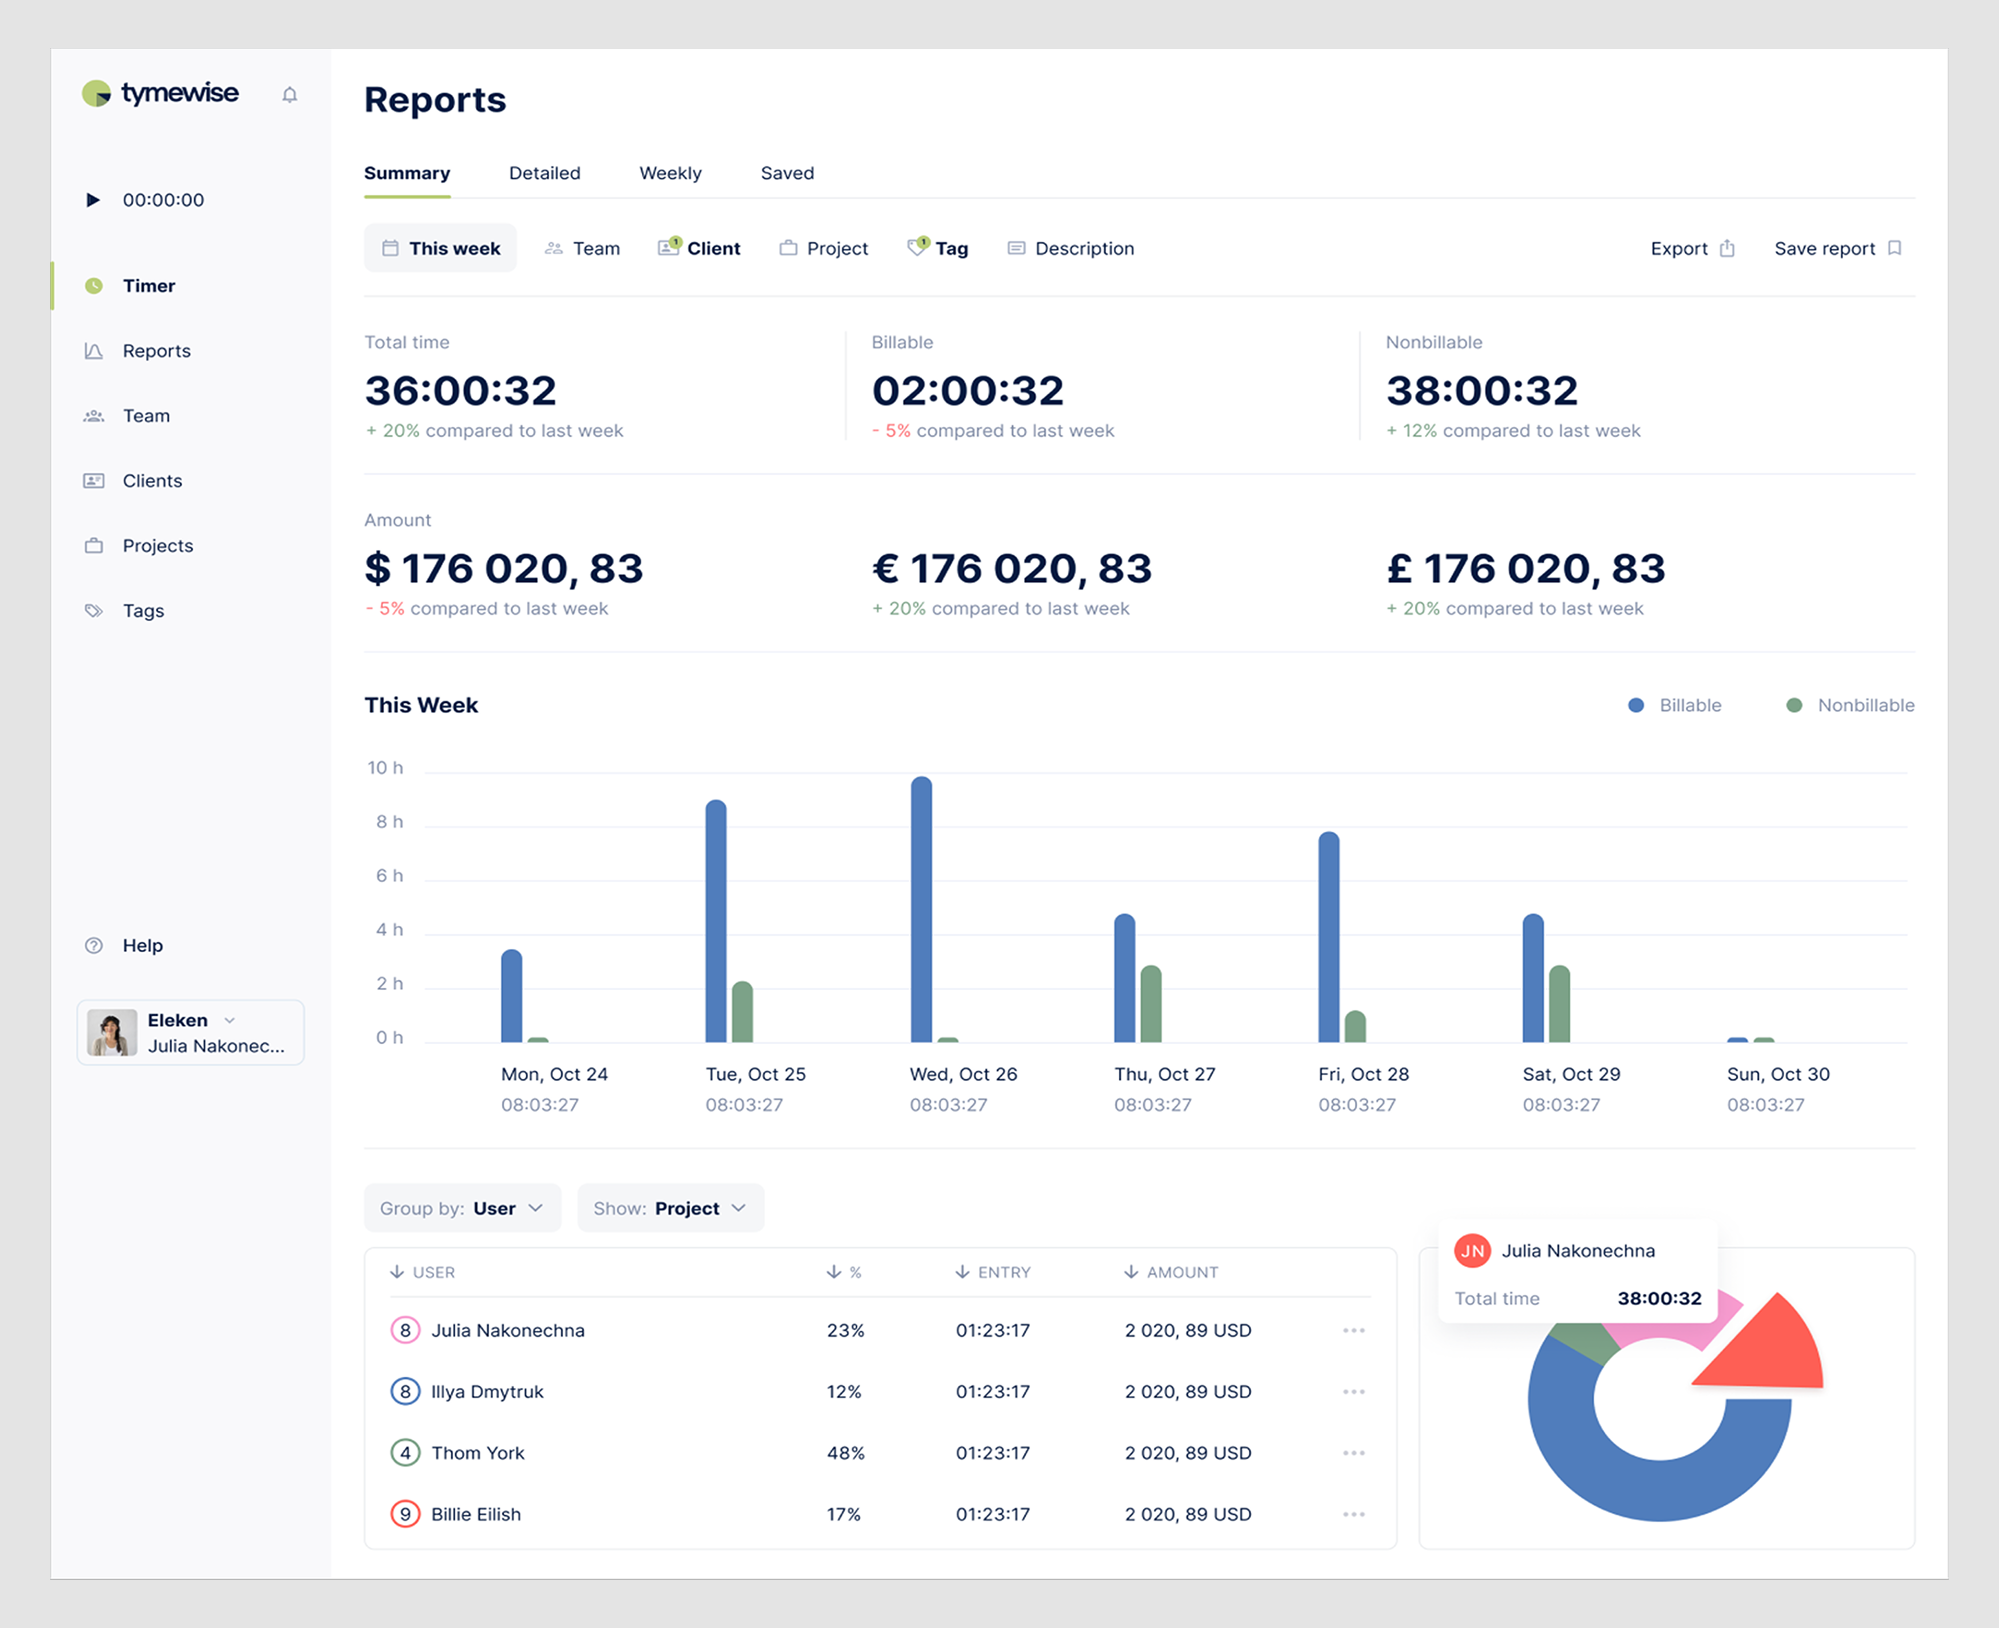 tymewise
00:00:00
Timer
Reports
Team
Clients
Projects
Tags
Help
Eleken
Julia Nakonec...
Reports
Summary Detailed Weekly Saved
This week Team 1 Client Project 1 Tag Description Export Save report
Total time Billable Nonbillable
36:00:32 02:00:32 38:00:32
+ 20% compared to last week - 5% compared to last week + 12% compared to last week
Amount
$ 176 020, 83 € 176 020, 83 £ 176 020, 83
- 5% compared to last week + 20% compared to last week + 20% compared to last week
This Week Billable Nonbillable
10 h
8 h
6 h
4 h
2 h
0 h
Mon, Oct 24 Tue, Oct 25 Wed, Oct 26 Thu, Oct 27 Fri, Oct 28 Sat, Oct 29 Sun, Oct 30
08:03:27 08:03:27 08:03:27 08:03:27 08:03:27 08:03:27 08:03:27
Group by: User Show: Project
USER % ENTRY AMOUNT
8 Julia Nakonechna 23% 01:23:17 2 020, 89 USD
8 Illya Dmytruk 12% 01:23:17 2 020, 89 USD
4 Thom York 48% 01:23:17 2 020, 89 USD
9 Billie Eilish 17% 01:23:17 2 020, 89 USD
JN Julia Nakonechna
Total time 38:00:32